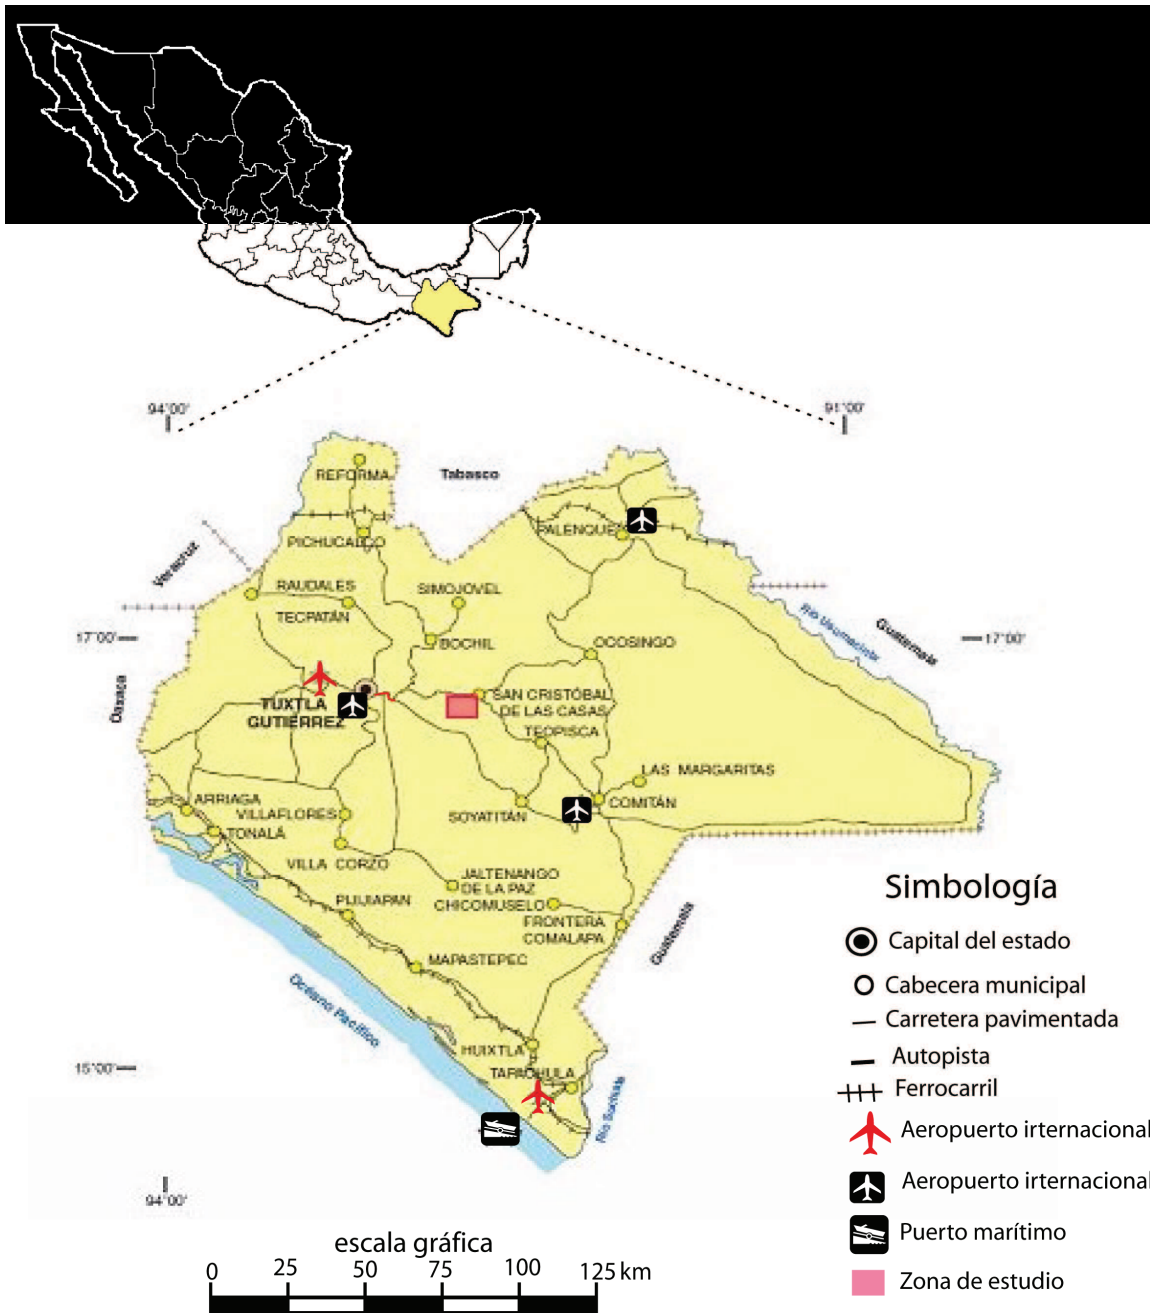 94°00'
91°00'
REFORMA
Tabasco
PICHUCALCO
PALENQUE
Veracruz
RAUDALES
SIMOJOVEL
TECPATÁN
Río Usumacinta
Guatemala
17°00'
BOCHIL
OCOSINGO
17°00'
Oaxaca
TUXTLA
GUTIÉRREZ
SAN CRISTÓBAL
DE LAS CASAS
TEOPISCA
LAS MARGARITAS
ARRIAGA
VILLAFLORES
SOYATITÁN
COMITÁN
TONALÁ
VILLA CORZO
JALTENANGO
DE LA PAZ
PIJIJIAPAN
CHICOMUSELO
FRONTERA
COMALAPA
Guatemala
MAPASTEPEC
Océano Pacífico
HUIXTLA
15°00'
TAPACHULA
Río Suchiate
94°00'
Simbología
Capital del estado
Cabecera municipal
Carretera pavimentada
Autopista
Ferrocarril
Aeropuerto irternacional
Aeropuerto irternacional
Puerto marítimo
Zona de estudio
escala gráfica
0 25 50 75 100 125 km